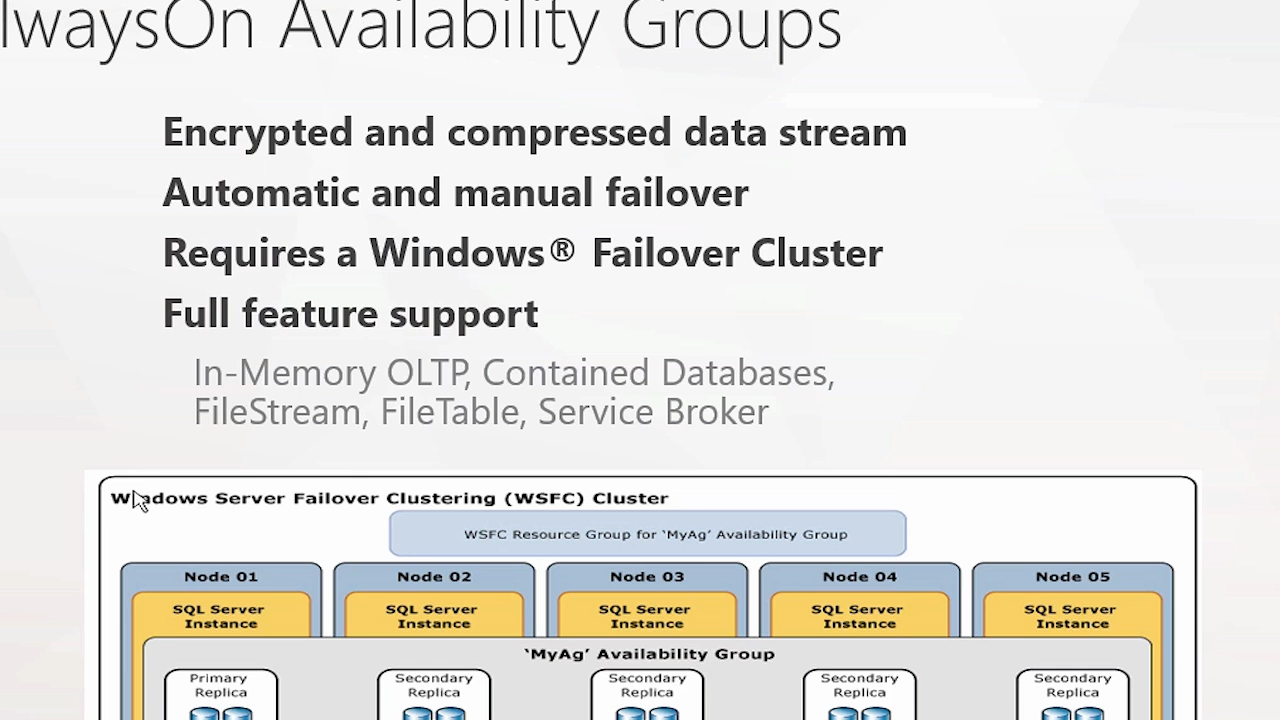 lwaysOn Availability Groups
Encrypted and compressed data stream
Automatic and manual failover
Requires a Windows® Failover Cluster
Full feature support
In-Memory OLTP, Contained Databases,
FileStream, FileTable, Service Broker
Windows Server Failover Clustering (WSFC) Cluster
WSFC Resource Group for ‘MyAg’ Availability Group
Node 01 Node 02 Node 03 Node 04 Node 05
SQL Server SQL Server SQL Server SQL Server SQL Server
Instance Instance Instance Instance Instance
‘MyAg’ Availability Group
Primary Secondary Secondary Secondary Secondary
Replica Replica Replica Replica Replica